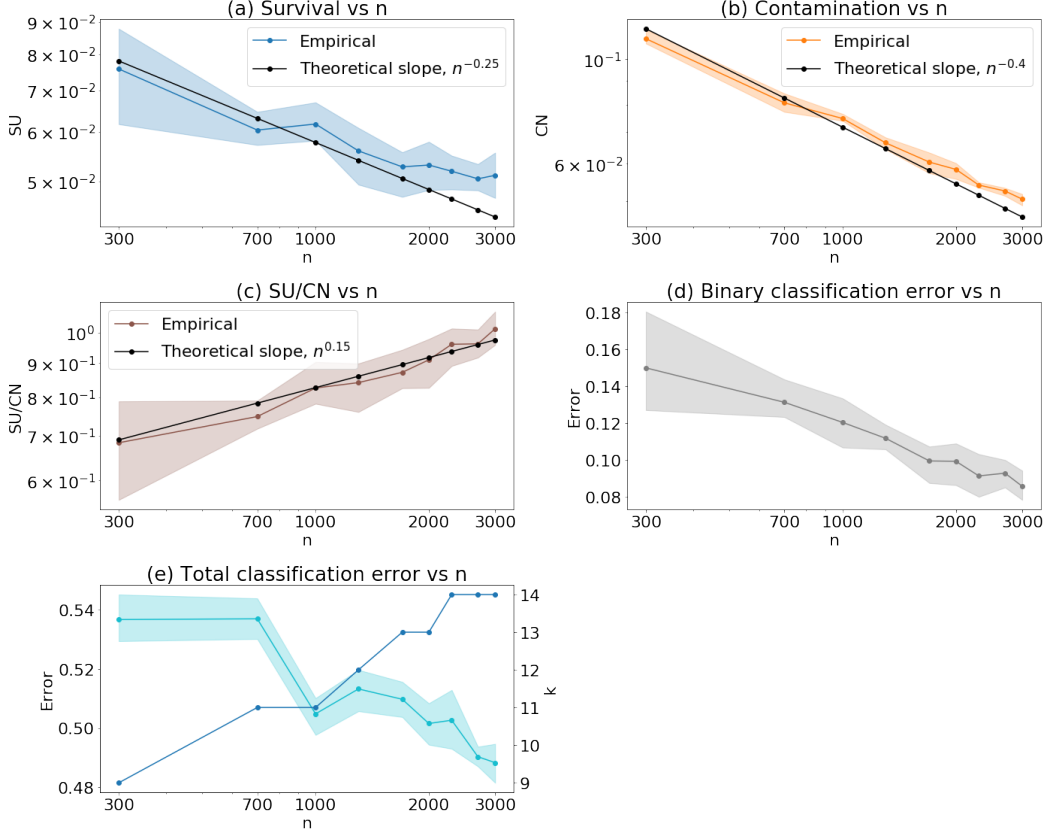 (a) Survival vs n
9 × 10⁻²
8 × 10⁻²
7 × 10⁻²
6 × 10⁻²
5 × 10⁻²
SU
Empirical
Theoretical slope, n⁻⁰·²⁵
300 700 1000 2000 3000
n
(b) Contamination vs n
10⁻¹
6 × 10⁻²
CN
Empirical
Theoretical slope, n⁻⁰·⁴
300 700 1000 2000 3000
n
(c) SU/CN vs n
10⁰
9 × 10⁻¹
8 × 10⁻¹
7 × 10⁻¹
6 × 10⁻¹
SU/CN
Empirical
Theoretical slope, n⁰·¹⁵
300 700 1000 2000 3000
n
(d) Binary classification error vs n
0.18
0.16
0.14
0.12
0.10
0.08
Error
300 700 1000 2000 3000
n
(e) Total classification error vs n
0.54
0.52
0.50
0.48
Error
14
13
12
11
10
9
k
300 700 1000 2000 3000
n